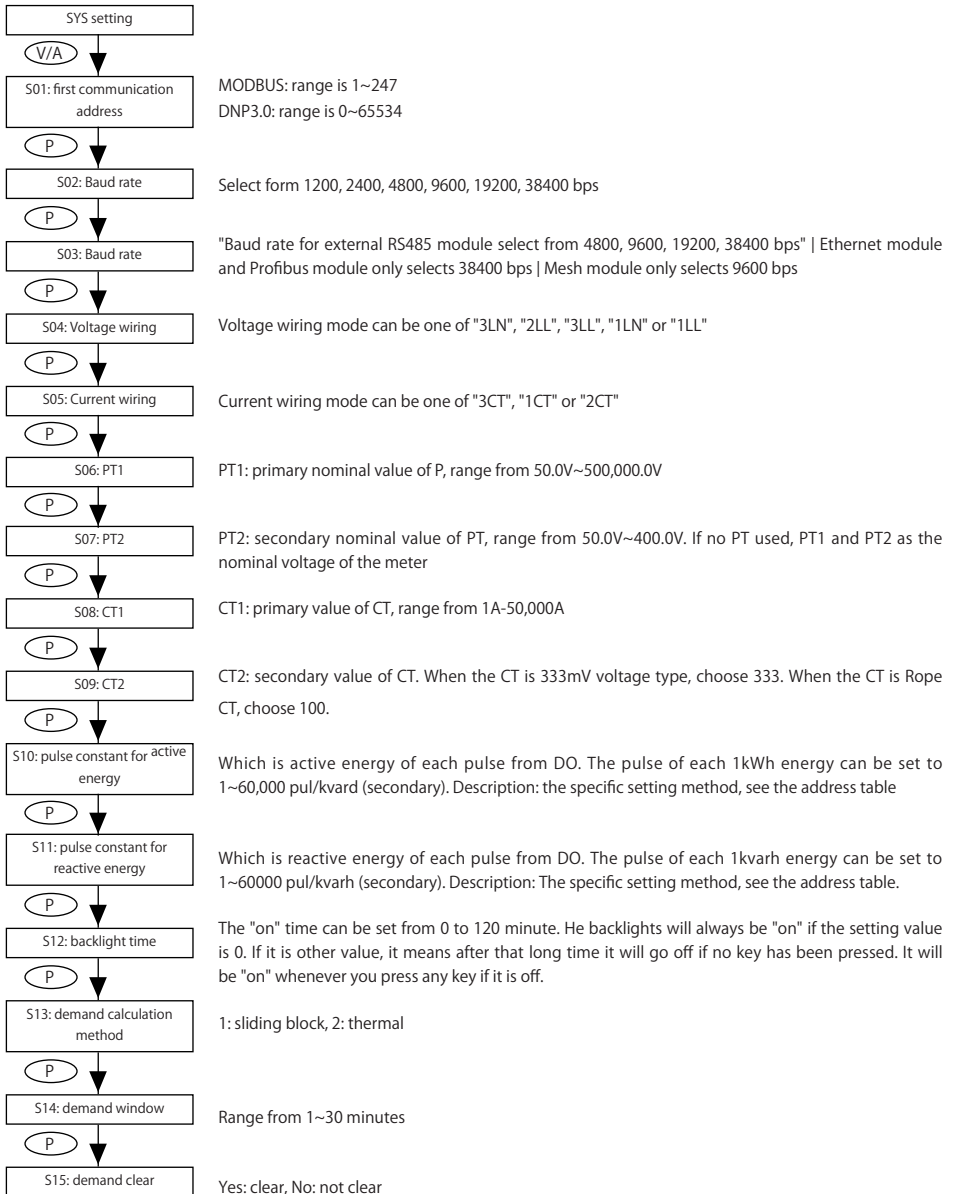 SYS setting
V/A
S01: first communication
address
MODBUS: range is 1~247
DNP3.0: range is 0~65534
P
S02: Baud rate
Select form 1200, 2400, 4800, 9600, 19200, 38400 bps
P
S03: Baud rate
"Baud rate for external RS485 module select from 4800, 9600, 19200, 38400 bps" | Ethernet module
and Profibus module only selects 38400 bps | Mesh module only selects 9600 bps
P
S04: Voltage wiring
Voltage wiring mode can be one of "3LN", "2LL", "3LL", "1LN" or "1LL"
P
S05: Current wiring
Current wiring mode can be one of "3CT", "1CT" or "2CT"
P
S06: PT1
PT1: primary nominal value of P, range from 50.0V~500,000.0V
P
S07: PT2
PT2: secondary nominal value of PT, range from 50.0V~400.0V. If no PT used, PT1 and PT2 as the
nominal voltage of the meter
P
S08: CT1
CT1: primary value of CT, range from 1A-50,000A
P
S09: CT2
CT2: secondary value of CT. When the CT is 333mV voltage type, choose 333. When the CT is Rope
CT, choose 100.
P
S10: pulse constant for active
energy
Which is active energy of each pulse from DO. The pulse of each 1kWh energy can be set to
1~60,000 pul/kvard (secondary). Description: the specific setting method, see the address table
P
S11: pulse constant for
reactive energy
Which is reactive energy of each pulse from DO. The pulse of each 1kvarh energy can be set to
1~60000 pul/kvarh (secondary). Description: The specific setting method, see the address table.
P
S12: backlight time
The "on" time can be set from 0 to 120 minute. He backlights will always be "on" if the setting value
is 0. If it is other value, it means after that long time it will go off if no key has been pressed. It will
be "on" whenever you press any key if it is off.
P
S13: demand calculation
method
1: sliding block, 2: thermal
P
S14: demand window
Range from 1~30 minutes
P
S15: demand clear
Yes: clear, No: not clear